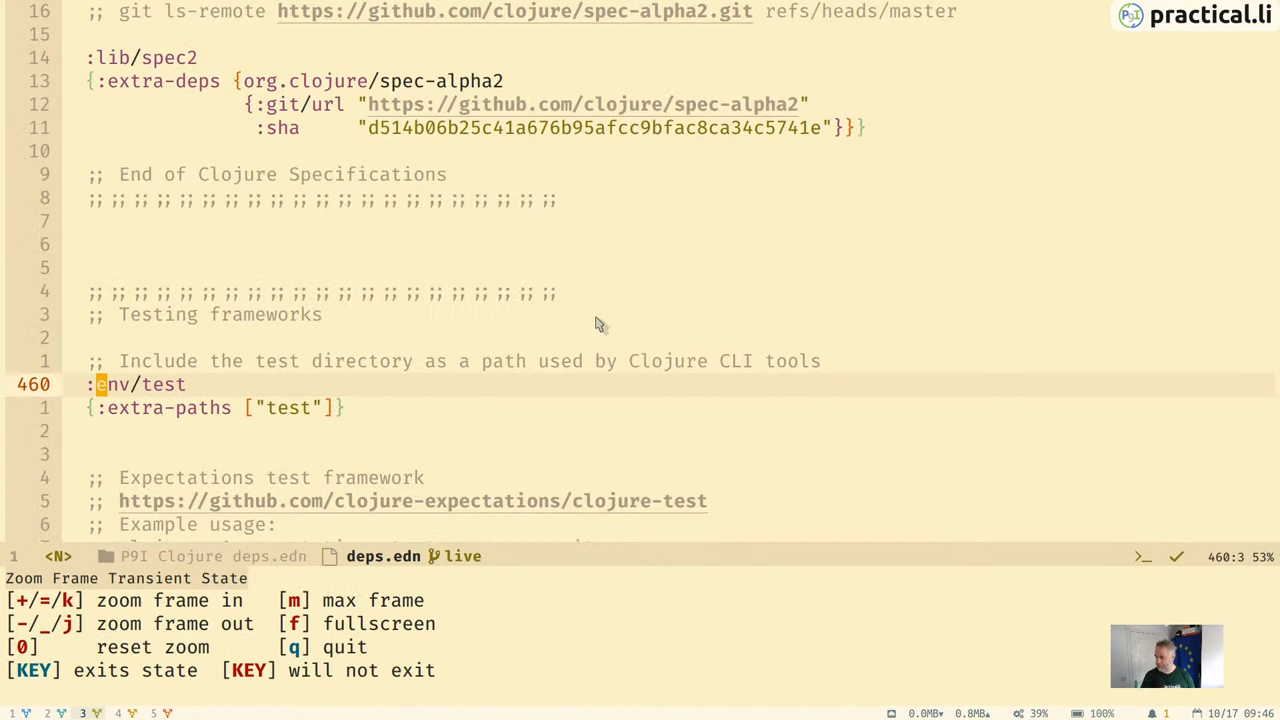 16 ;; git ls-remote https://github.com/clojure/spec-alpha2.git refs/heads/master
practical.li
15
14 :lib/spec2
13 {:extra-deps {org.clojure/spec-alpha2
12 {:git/url "https://github.com/clojure/spec-alpha2"
11 :sha "d514b06b25c41a676b95afcc9bfac8ca34c5741e"}}}
10
9 ;; End of Clojure Specifications
8 ;; ;; ;; ;; ;; ;; ;; ;; ;; ;; ;; ;; ;; ;; ;; ;; ;; ;; ;; ;; ;;
7
6
5
4 ;; ;; ;; ;; ;; ;; ;; ;; ;; ;; ;; ;; ;; ;; ;; ;; ;; ;; ;; ;; ;;
3 ;; Testing frameworks
2
1 ;; Include the test directory as a path used by Clojure CLI tools
460 :env/test
1 {:extra-paths ["test"]}
2
3
4 ;; Expectations test framework
5 ;; https://github.com/clojure-expectations/clojure-test
6 ;; Example usage:
1 <N> P9I Clojure deps.edn deps.edn live 460:3 53%
Zoom Frame Transient State
[+/=/k] zoom frame in [m] max frame
[-/_/j] zoom frame out [f] fullscreen
[0] reset zoom [q] quit
[KEY] exits state [KEY] will not exit
1 2 3 4 5 0.0MB▾ 0.8MB▴ 39% 100% 1 10/17 09:46